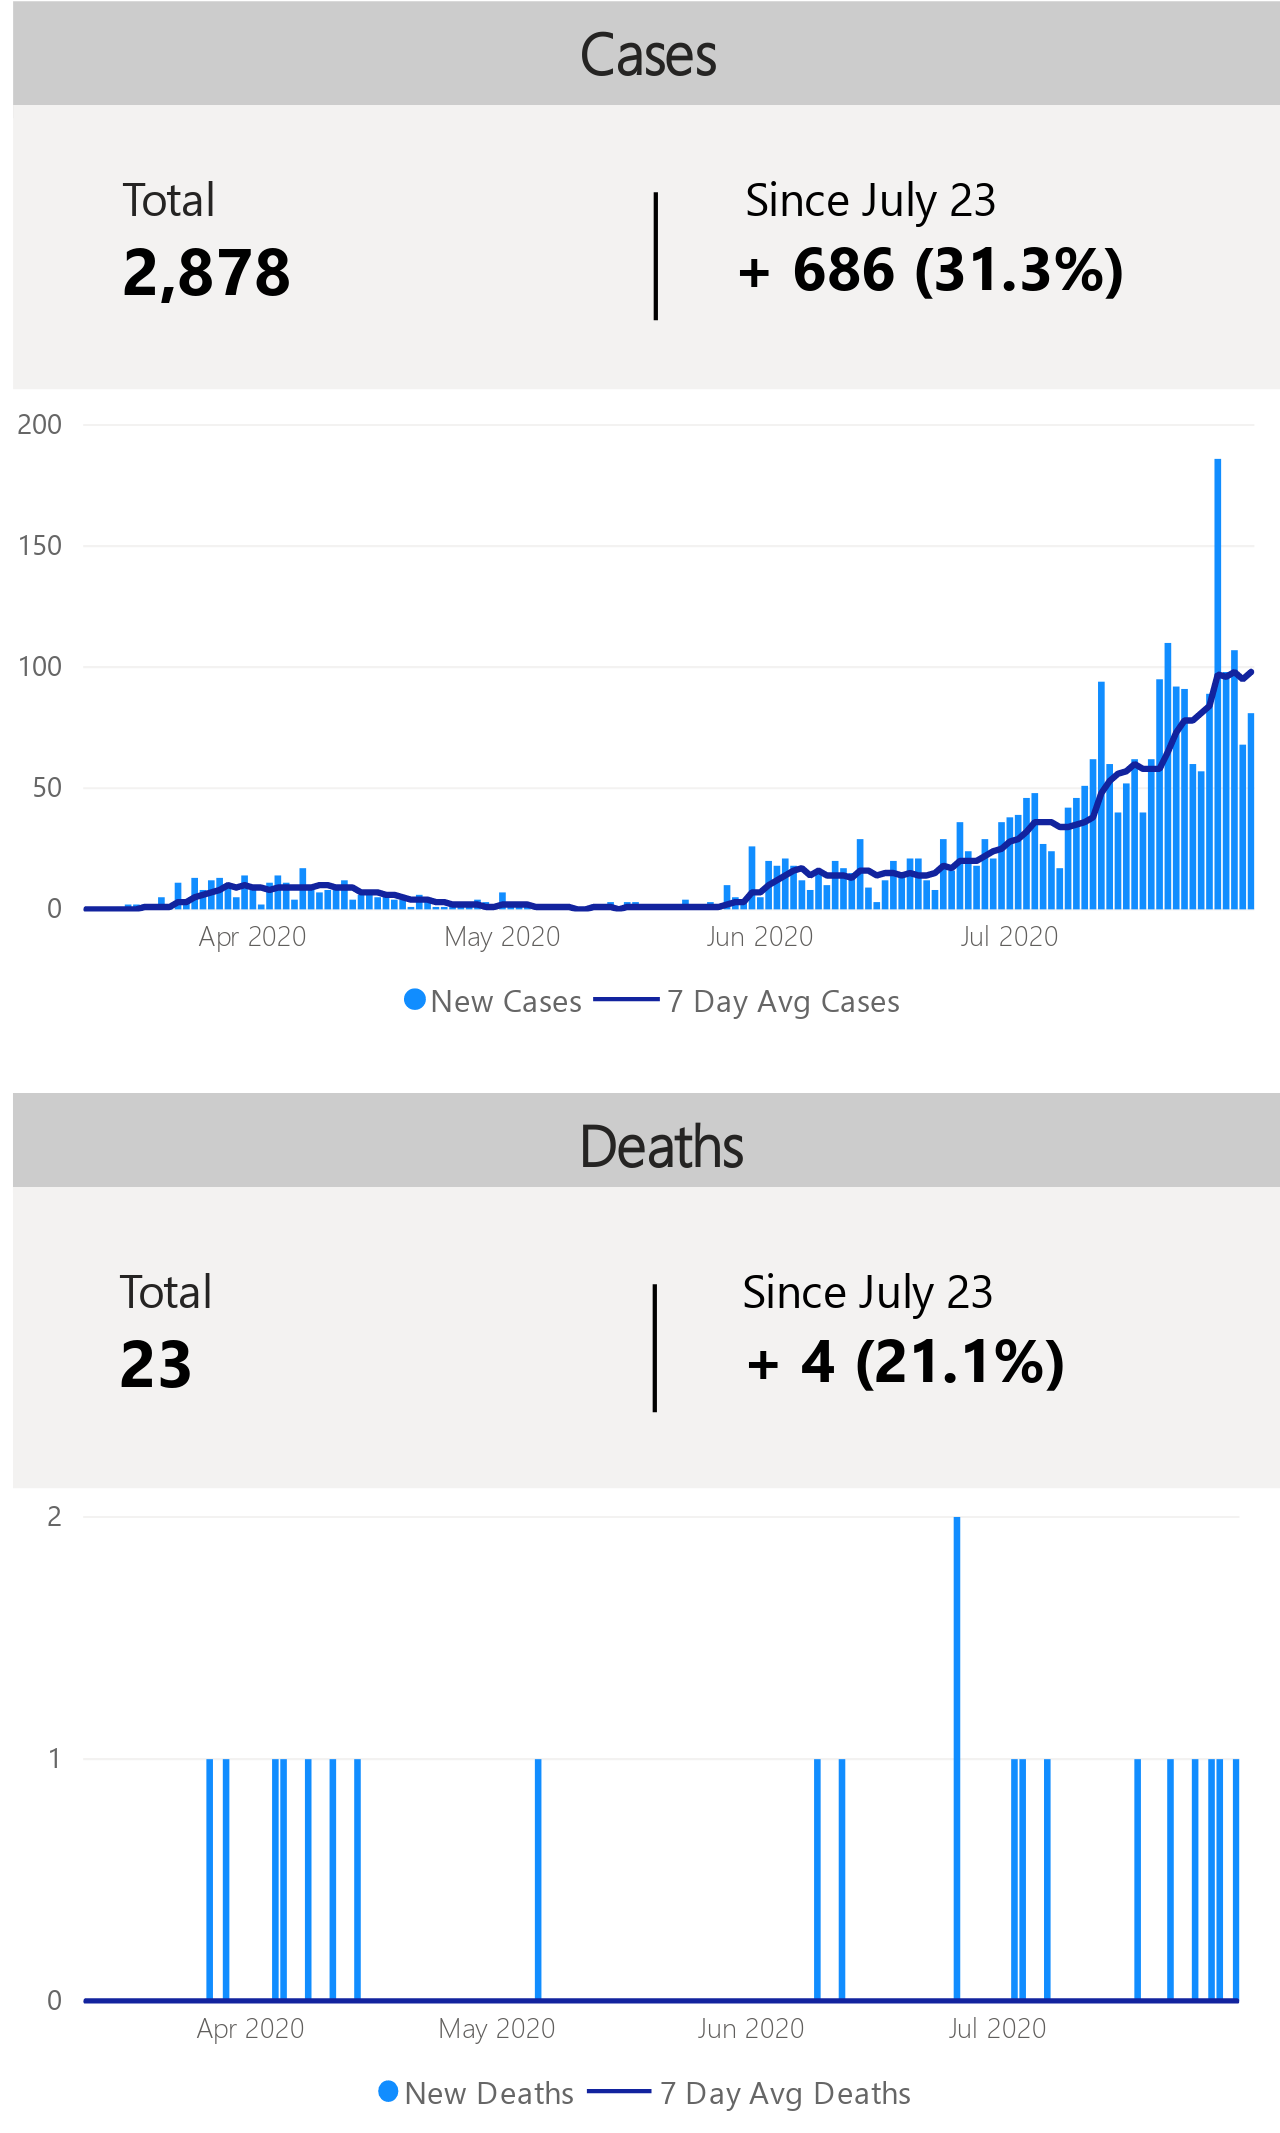 Cases
Total
Since July 23
2,878
+ 686 (31.3%)
200
150
100
50
0
Apr 2020
May 2020
Jun 2020
Jul 2020
New Cases
7 Day Avg Cases
Deaths
Total
Since July 23
23
+ 4 (21.1%)
2
1
0
Apr 2020
May 2020
Jun 2020
Jul 2020
New Deaths
7 Day Avg Deaths